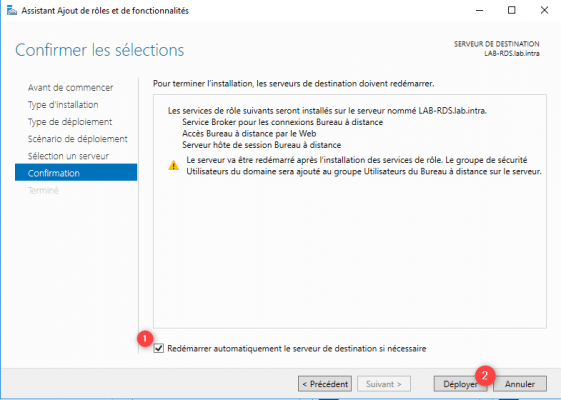 Assistant Ajout de rôles et de fonctionnalités
Confirmer les sélections
SERVEUR DE DESTINATION
LAB-RDS.lab.intra
Avant de commencer
Type d'installation
Type de déploiement
Scénario de déploiement
Sélection un serveur
Confirmation
Terminé
Pour terminer l'installation, les serveurs de destination doivent redémarrer.
Les services de rôle suivants seront installés sur le serveur nommé LAB-RDS.lab.intra.
Service Broker pour les connexions Bureau à distance
Accès Bureau à distance par le Web
Serveur hôte de session Bureau à distance
Le serveur va être redémarré après l'installation des services de rôle. Le groupe de sécurité
Utilisateurs du domaine sera ajouté au groupe Utilisateurs du Bureau à distance sur le serveur.
1
Redémarrer automatiquement le serveur de destination si nécessaire
2
< Précédent
Suivant >
Déployer
Annuler